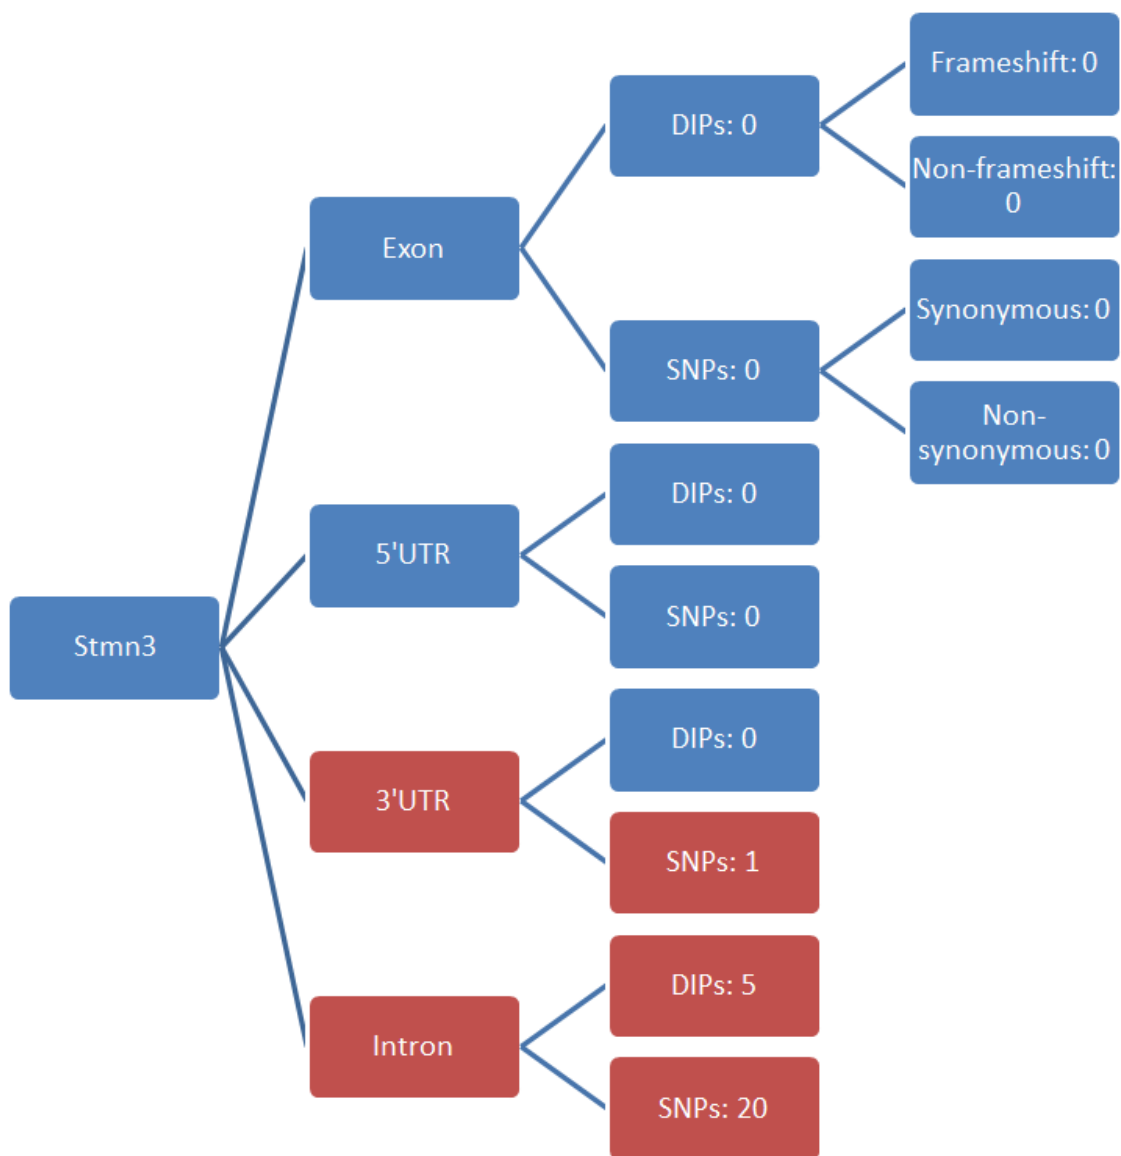 Stmn3
Exon
DIPs: 0
Frameshift: 0
Non-frameshift:
0
SNPs: 0
Synonymous: 0
Non-
synonymous: 0
5'UTR
DIPs: 0
SNPs: 0
3'UTR
DIPs: 0
SNPs: 1
Intron
DIPs: 5
SNPs: 20